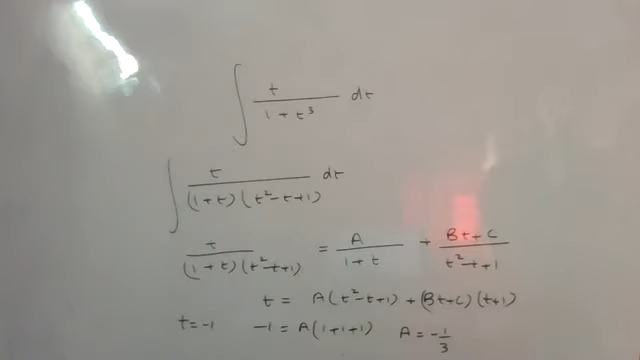 ∫ t / (1 + t³) dt
∫ t / ((1 + t)(t² - t + 1)) dt
t / ((1 + t)(t² - t + 1)) = A / (1 + t) + (Bt + C) / (t² - t + 1)
t = A(t² - t + 1) + (Bt + C)(t + 1)
t = -1   -1 = A(1 + 1 + 1)   A = -1/3